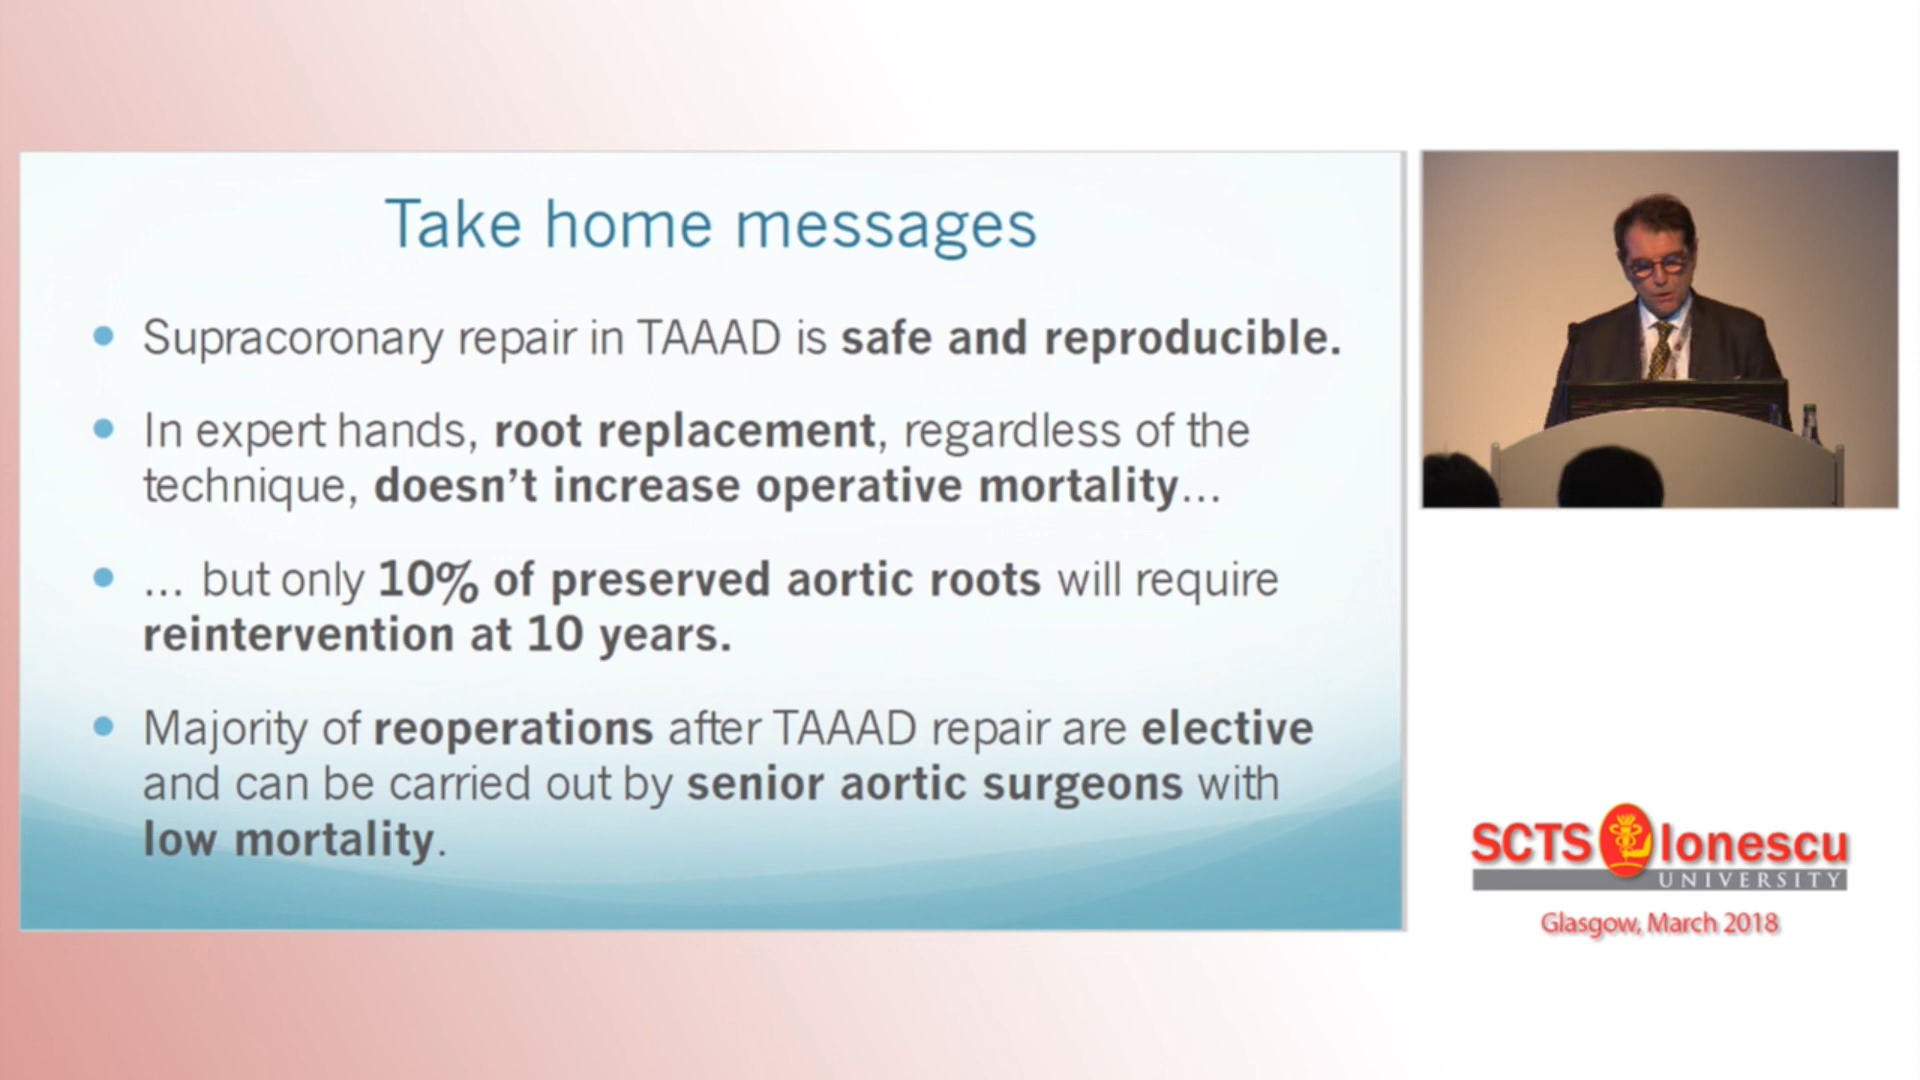 Take home messages
• Supracoronary repair in TAAAD is safe and reproducible.
• In expert hands, root replacement, regardless of the
technique, doesn't increase operative mortality...
• ... but only 10% of preserved aortic roots will require
reintervention at 10 years.
• Majority of reoperations after TAAAD repair are elective
and can be carried out by senior aortic surgeons with
low mortality.
SCTS Ionescu
UNIVERSITY
Glasgow, March 2018